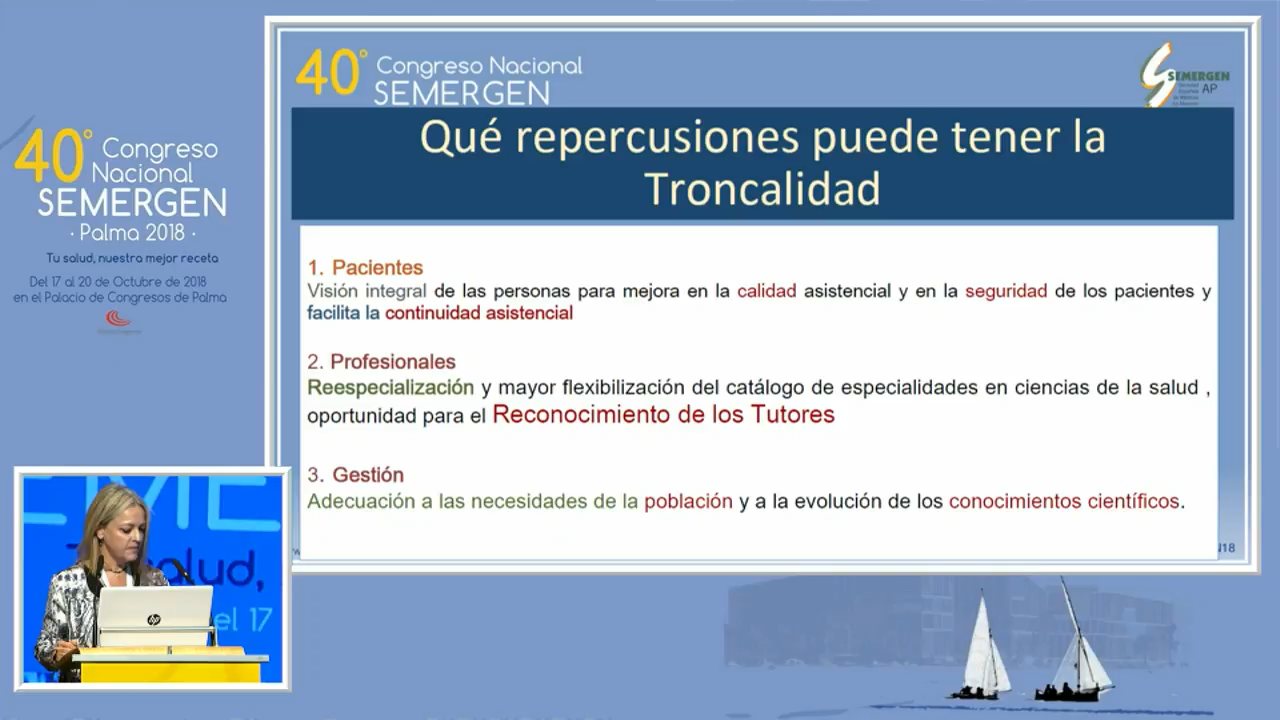 40° Congreso
Nacional
SEMERGEN
· Palma 2018 ·
Tu salud, nuestra mejor receta
Del 17 al 20 de Octubre de 2018
en el Palacio de Congresos de Palma
40° Congreso Nacional
SEMERGEN
SEMERGEN
AP
Qué repercusiones puede tener la
Troncalidad
1. Pacientes
Visión integral de las personas para mejora en la calidad asistencial y en la seguridad de los pacientes y
facilita la continuidad asistencial
2. Profesionales
Reespecialización y mayor flexibilización del catálogo de especialidades en ciencias de la salud ,
oportunidad para el Reconocimiento de los Tutores
3. Gestión
Adecuación a las necesidades de la población y a la evolución de los conocimientos científicos.
N18
EME
salud,
el 17
hp